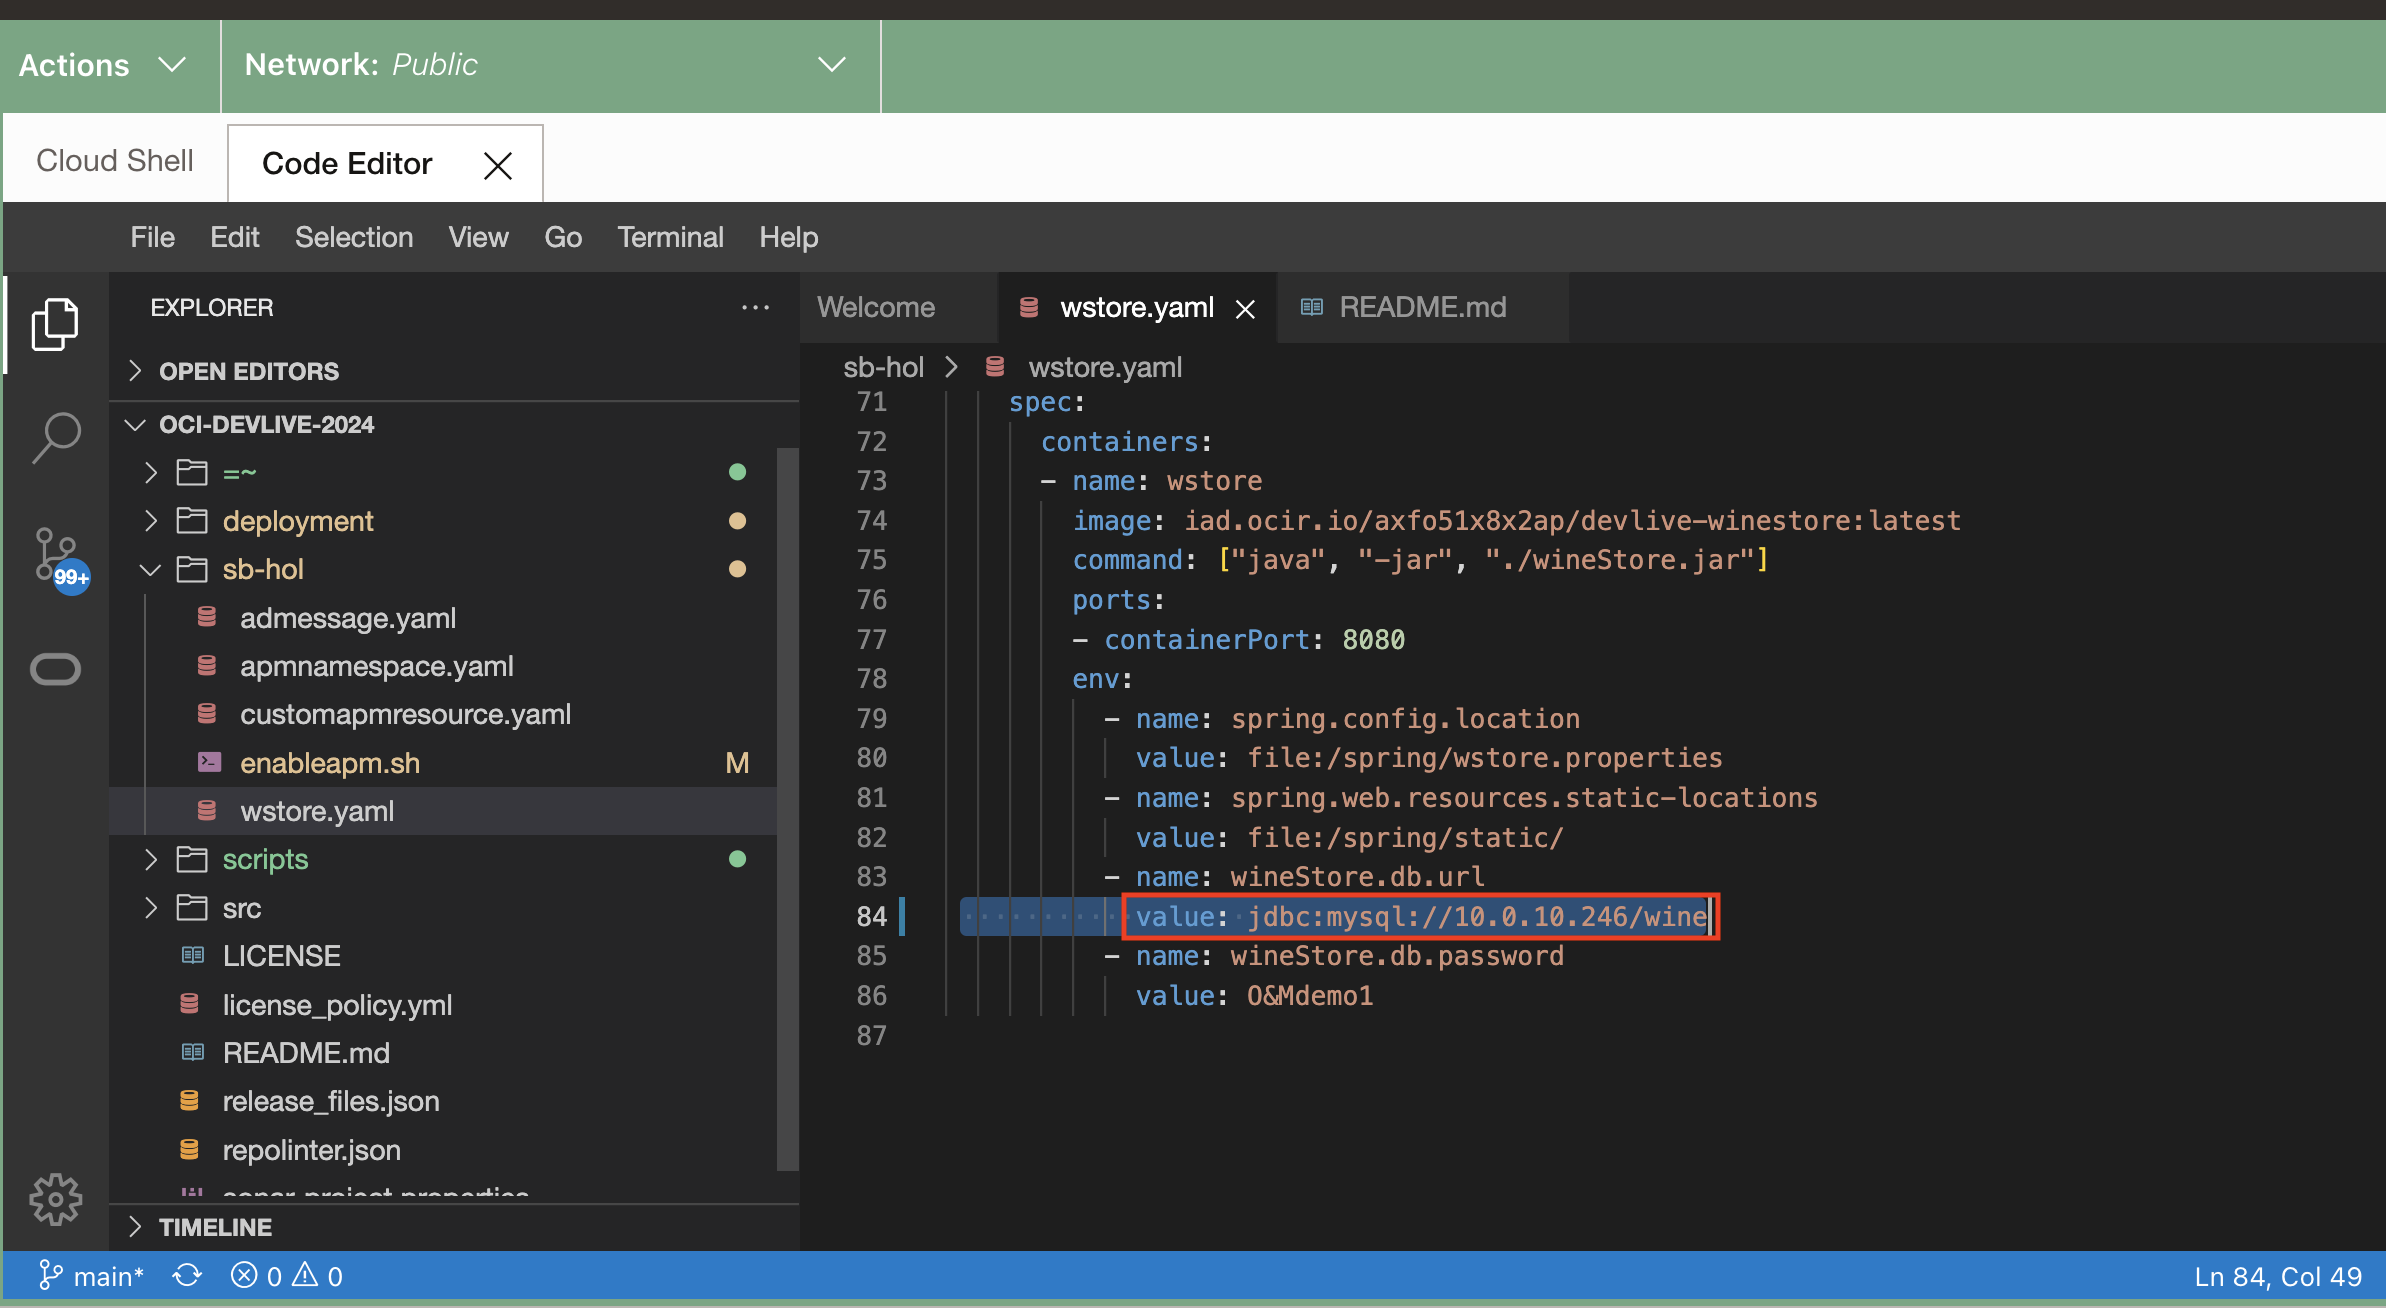 Actions
Network: Public
Cloud Shell
Code Editor
File Edit Selection View Go Terminal Help
EXPLORER
OPEN EDITORS
OCI-DEVLIVE-2024
=~
deployment
sb-hol
admessage.yaml
apmnamespace.yaml
customapmresource.yaml
enableapm.sh M
wstore.yaml
scripts
src
LICENSE
license_policy.yml
README.md
release_files.json
repolinter.json
sonar-project.properties
TIMELINE
99+
Welcome
wstore.yaml
README.md
sb-hol > wstore.yaml
71 spec:
72 containers:
73 - name: wstore
74 image: iad.ocir.io/axfo51x8x2ap/devlive-winestore:latest
75 command: ["java", "-jar", "./wineStore.jar"]
76 ports:
77 - containerPort: 8080
78 env:
79 - name: spring.config.location
80 value: file:/spring/wstore.properties
81 - name: spring.web.resources.static-locations
82 value: file:/spring/static/
83 - name: wineStore.db.url
84 value: jdbc:mysql://10.0.10.246/wine
85 - name: wineStore.db.password
86 value: O&Mdemo1
87
main* 0 0
Ln 84, Col 49